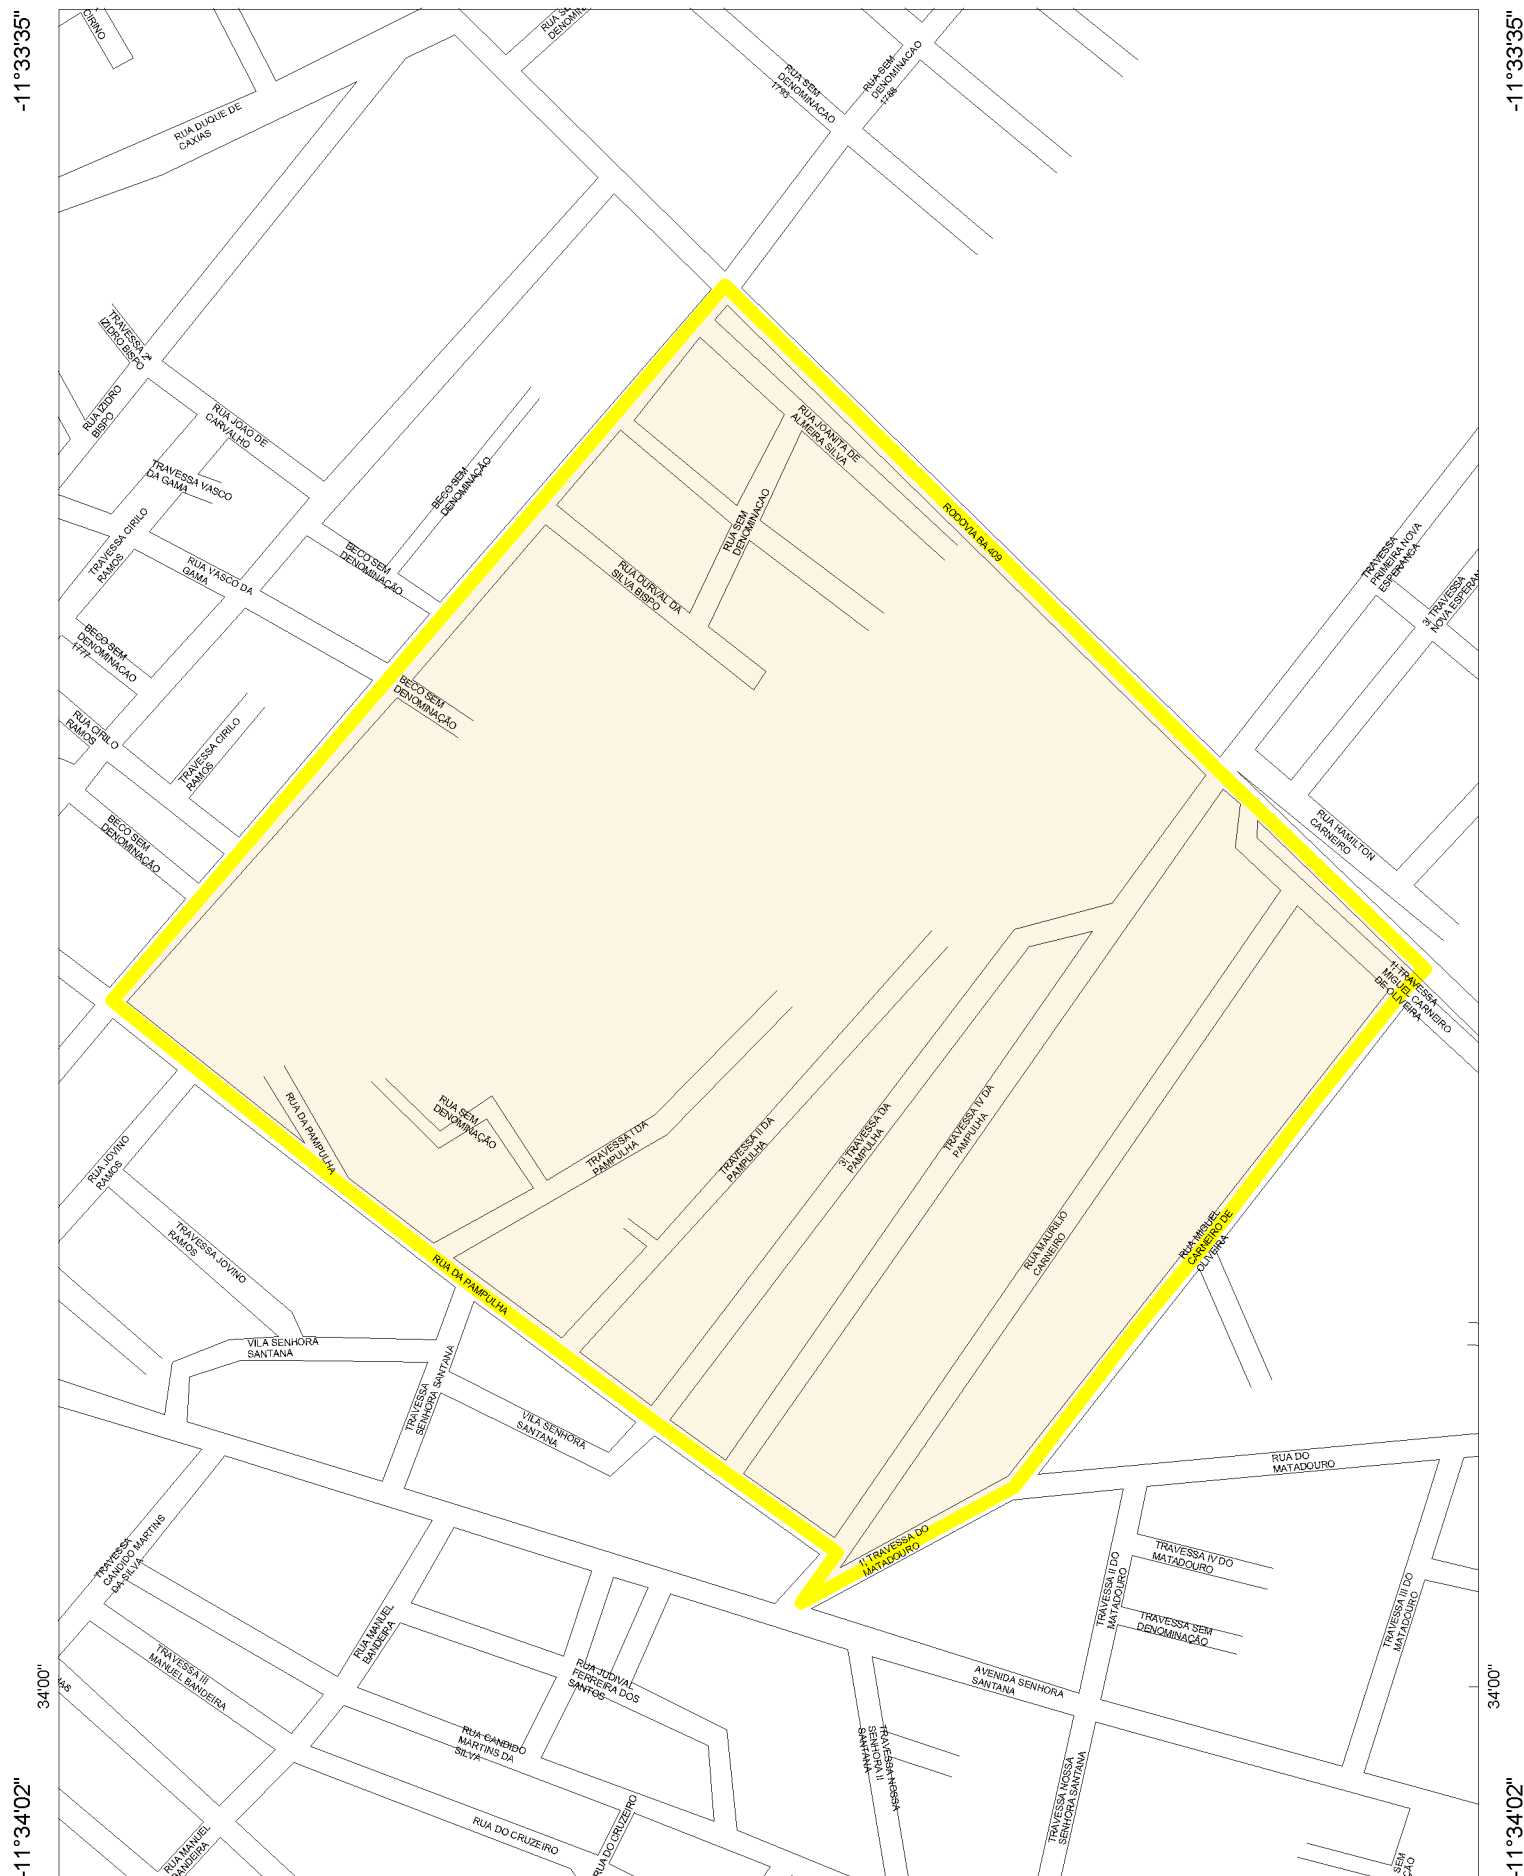 -11°33'35"
-11°33'35"
CIRINO
RUA DUQUE DE
CAXIAS
RUA SEM
DENOMINACAO
1793
RUA SEM
DENOMINACAO
1788
TRAVESSA 2ª
IZIDRO BISPO
RUA IZIDRO
BISPO
RUA JOAO DE
CARVALHO
TRAVESSA VASCO
DA GAMA
BECO SEM
DENOMINAÇÃO
RUA JOANITA DE
ALMEIRA SILVA
RODOVIA BA 409
TRAVESSA CIRILO
RAMOS
RUA VASCO DA
GAMA
BECO SEM
DENOMINAÇÃO
RUA SEM
DENOMINACAO
RUA DURVAL DA
SILVA BISPO
TRAVESSA
PRIMEIRA NOVA
ESPERANCA
3ª TRAVESSA
BECO SEM
DENOMINACAO
1777
BECO SEM
DENOMINAÇÃO
RUA CIRILO
RAMOS
TRAVESSA CIRILO
RAMOS
BECO SEM
DENOMINAÇÃO
RUA HAMILTON
CARNEIRO
TRAVESSA
MIGUEL CARNEIRO
DE OLIVEIRA
RUA DA PAMPULHA
RUA SEM
DENOMINAÇÃO
TRAVESSA I DA
PAMPULHA
TRAVESSA II DA
PAMPULHA
TRAVESSA DA
PAMPULHA
TRAVESSA IV DA
PAMPULHA
RUA JOVINO
RAMOS
TRAVESSA JOVINO
RAMOS
RUA DA PAMPULHA
RUA MAURILIO
CARNEIRO
RUA MIGUEL
CARNEIRO DE
OLIVEIRA
VILA SENHORA
SANTANA
TRAVESSA
SENHORA SANTANA
VILA SENHORA
SANTANA
RUA DO
MATADOURO
TRAVESSA
CANDIDO MARTINS
DA SILVA
TRAVESSA DO
MATADOURO
TRAVESSA IV DO
MATADOURO
TRAVESSA II DO
MATADOURO
TRAVESSA III DO
MATADOURO
TRAVESSA SEM
DENOMINAÇÃO
RUA MANUEL
BANDEIRA
TRAVESSA III
MANUEL BANDEIRA
RUA JUDIVAL
FERREIRA DOS
SANTOS
AVENIDA SENHORA
SANTANA
34'00"
34'00"
RUA CANDIDO
MARTINS DA
SILVA
TRAVESSA NOSSA
SENHORA II
SANTANA
TRAVESSA NOSSA
SENHORA SANTANA
RUA DO CRUZEIRO
RUA DO CRUZEIRO
RUA MANUEL
-11°34'02"
-11°34'02"